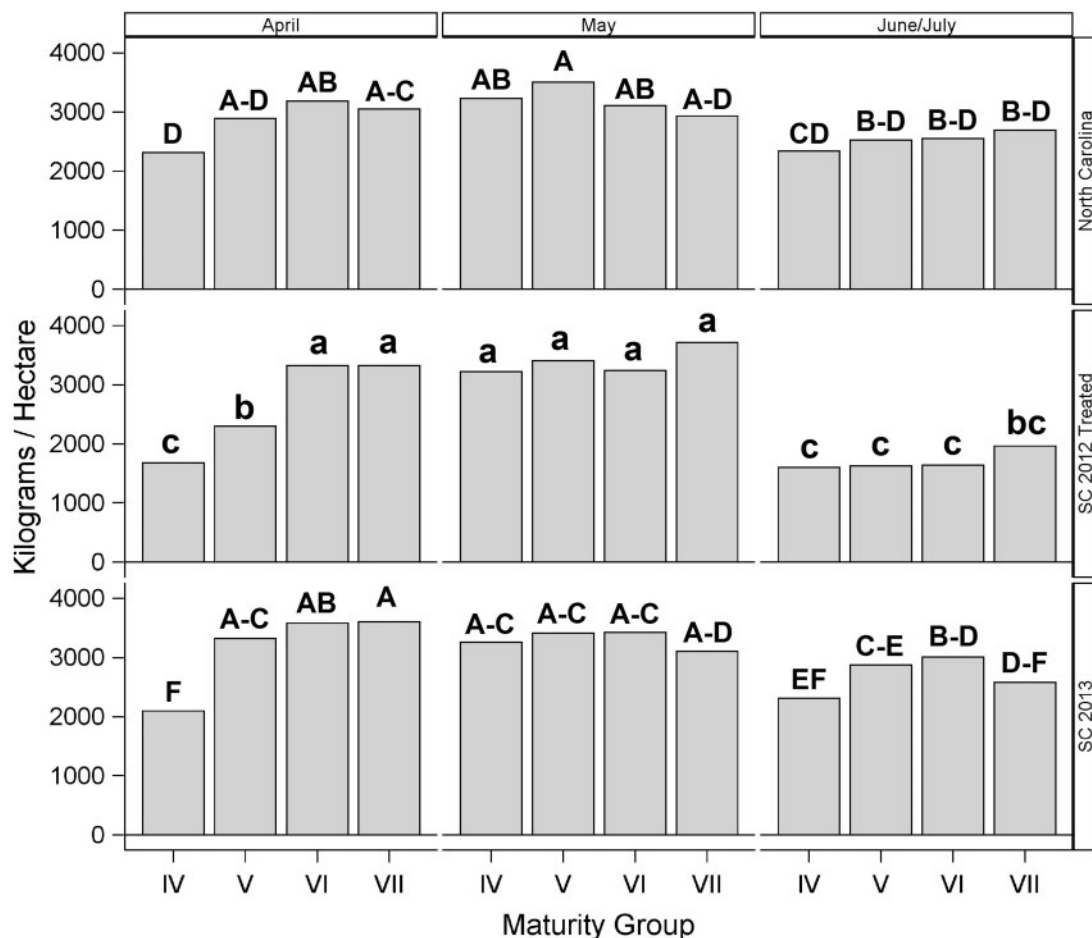 April May June/July
4000
3000
2000
1000
0
D A-D AB A-C
AB A AB A-D
CD B-D B-D B-D
North Carolina
4000
3000
2000
1000
0
c b a a
a a a a
c c c bc
SC 2012 Treated
4000
3000
2000
1000
0
F A-C AB A
A-C A-C A-C A-D
EF C-E B-D D-F
SC 2013
Kilograms / Hectare
IV V VI VII IV V VI VII IV V VI VII
Maturity Group